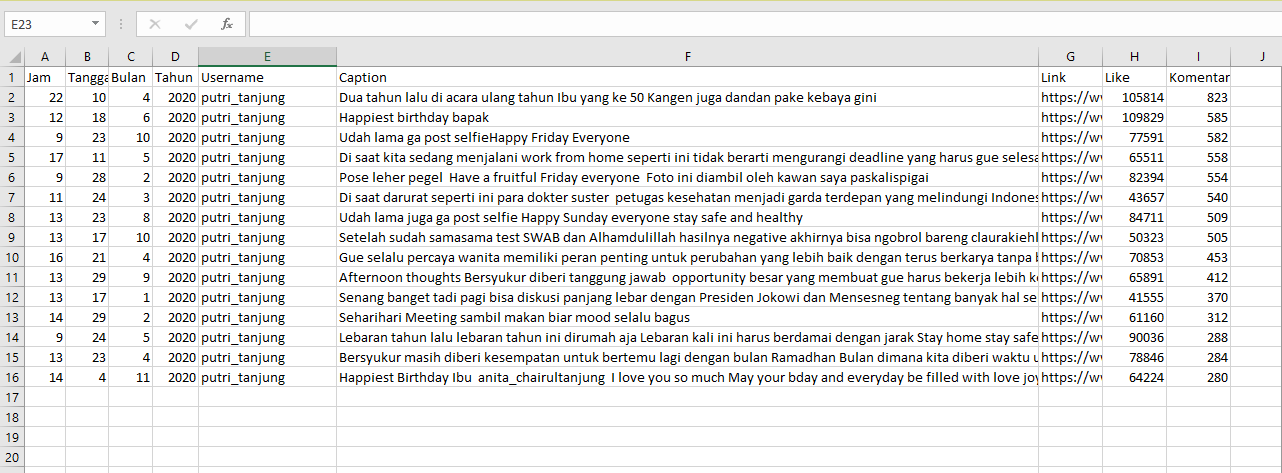 E23 fx
A B C D E F G H I J
1 Jam Tangga Bulan Tahun Username Caption Link Like Komentar
2 22 10 4 2020 putri_tanjung Dua tahun lalu di acara ulang tahun Ibu yang ke 50 Kangen juga dandan pake kebaya gini https://w 105814 823
3 12 18 6 2020 putri_tanjung Happiest birthday bapak https://w 109829 585
4 9 23 10 2020 putri_tanjung Udah lama ga post selfieHappy Friday Everyone https://w 77591 582
5 17 11 5 2020 putri_tanjung Di saat kita sedang menjalani work from home seperti ini tidak berarti mengurangi deadline yang harus gue selesa https://w 65511 558
6 9 28 2 2020 putri_tanjung Pose leher pegel Have a fruitful Friday everyone Foto ini diambil oleh kawan saya paskalispigai https://w 82394 554
7 11 24 3 2020 putri_tanjung Di saat darurat seperti ini para dokter suster petugas kesehatan menjadi garda terdepan yang melindungi Indones https://w 43657 540
8 13 23 8 2020 putri_tanjung Udah lama juga ga post selfie Happy Sunday everyone stay safe and healthy https://w 84711 509
9 13 17 10 2020 putri_tanjung Setelah sudah samasama test SWAB dan Alhamdulillah hasilnya negative akhirnya bisa ngobrol bareng claurakiehl https://w 50323 505
10 16 21 4 2020 putri_tanjung Gue selalu percaya wanita memiliki peran penting untuk perubahan yang lebih baik dengan terus berkarya tanpa https://w 70853 453
11 13 29 9 2020 putri_tanjung Afternoon thoughts Bersyukur diberi tanggung jawab opportunity besar yang membuat gue harus bekerja lebih k https://w 65891 412
12 13 17 1 2020 putri_tanjung Senang banget tadi pagi bisa diskusi panjang lebar dengan Presiden Jokowi dan Mensesneg tentang banyak hal se https://w 41555 370
13 14 29 2 2020 putri_tanjung Seharihari Meeting sambil makan biar mood selalu bagus https://w 61160 312
14 9 24 5 2020 putri_tanjung Lebaran tahun lalu lebaran tahun ini dirumah aja Lebaran kali ini harus berdamai dengan jarak Stay home stay safe https://w 90036 288
15 13 23 4 2020 putri_tanjung Bersyukur masih diberi kesempatan untuk bertemu lagi dengan bulan Ramadhan Bulan dimana kita diberi waktu u https://w 78846 284
16 14 4 11 2020 putri_tanjung Happiest Birthday Ibu anita_chairultanjung I love you so much May your bday and everyday be filled with love joy https://w 64224 280
17
18
19
20